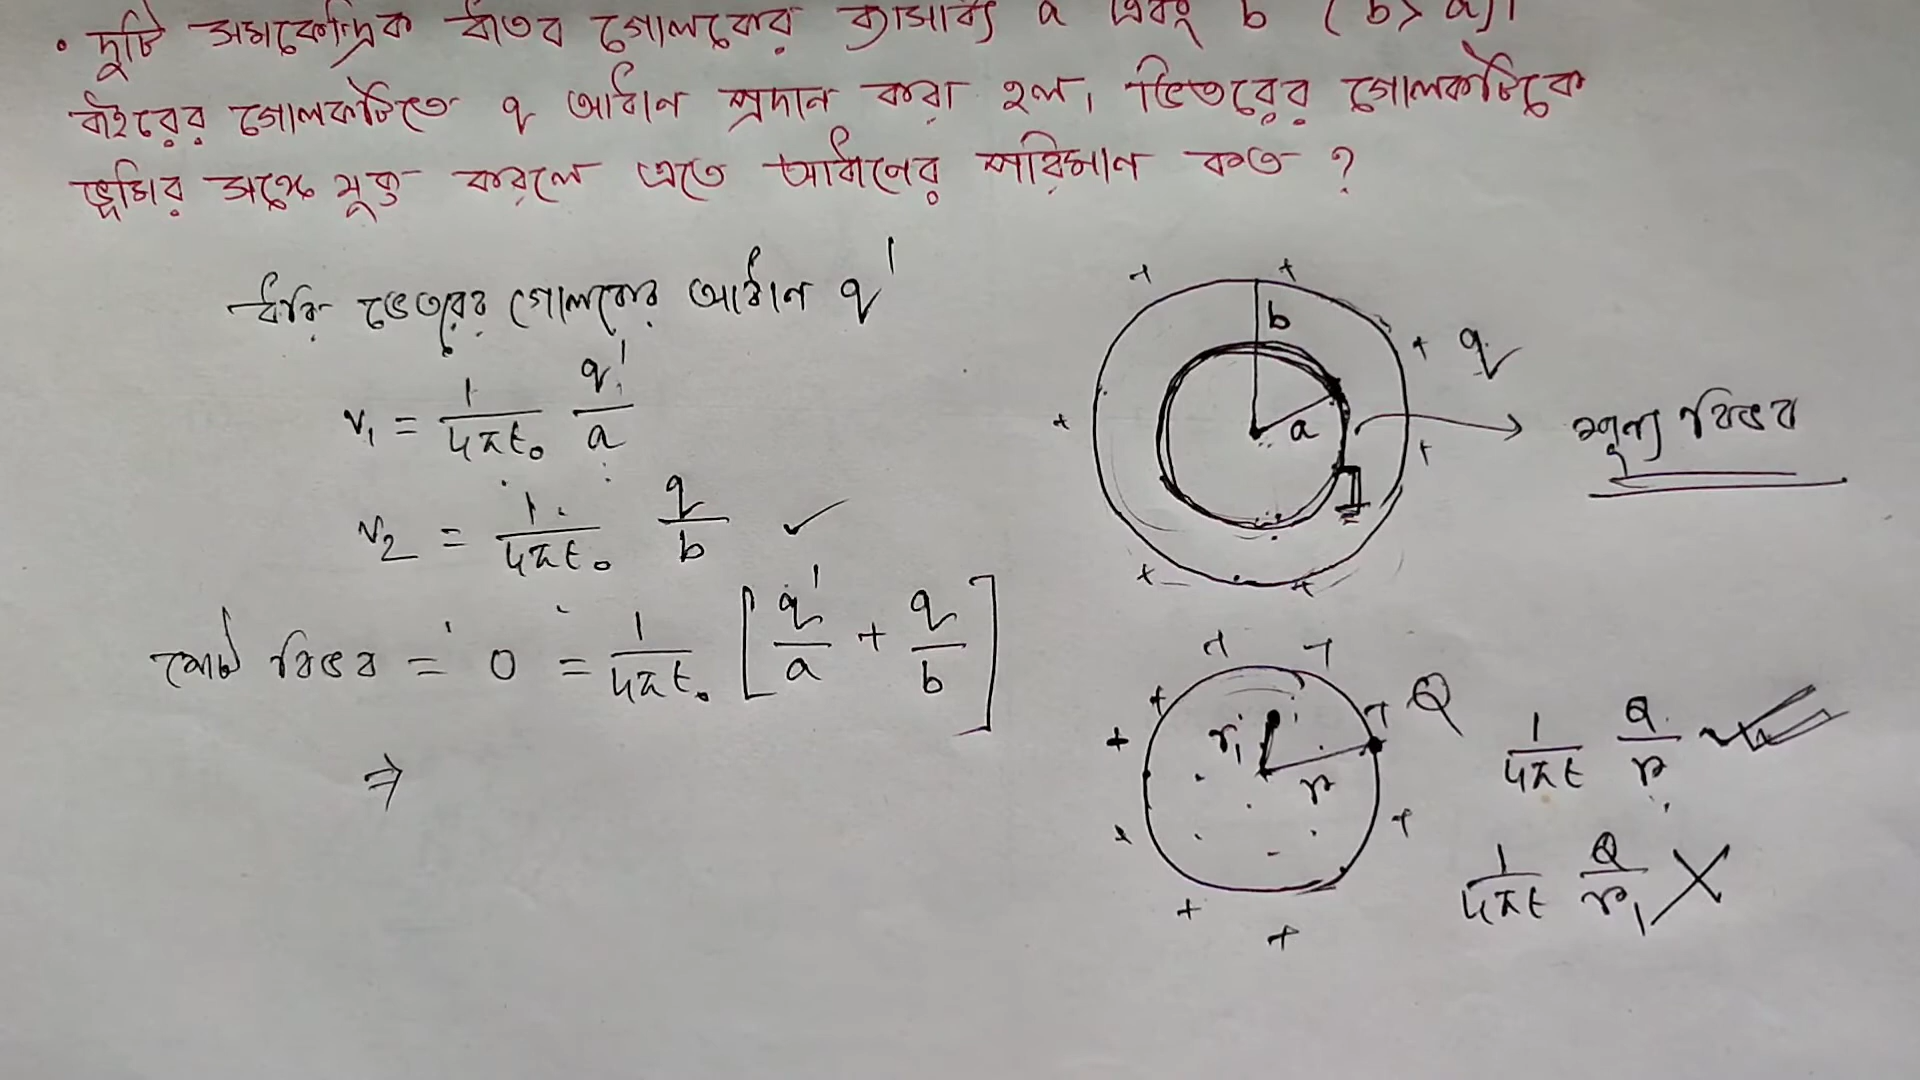 • দুটি সমকেন্দ্রিক ধাতব গোলকের ব্যাসার্ধ a এবং b (b > a)।
বাইরের গোলকটিতে q আধান প্রদান করা হল। ভিতরের গোলকটিকে
ভূমির সঙ্গে যুক্ত করলে এতে আধানের পরিমান কত ?
ধরি ভেতরের গোলকের আধান q'
V₁ = 1/4πε₀ q'/a
V₂ = 1/4πε₀ q/b ✓
মোট বিভব = 0 = 1/4πε₀ [q'/a + q/b]
⇒
+ +
b
+ q
a
+ +
শূন্য বিভব
+ +
+ +
+ + Q
+ r₁
r
+ +
+ +
1/4πε Q/r ✓
1/4πε Q/r₁ ✗